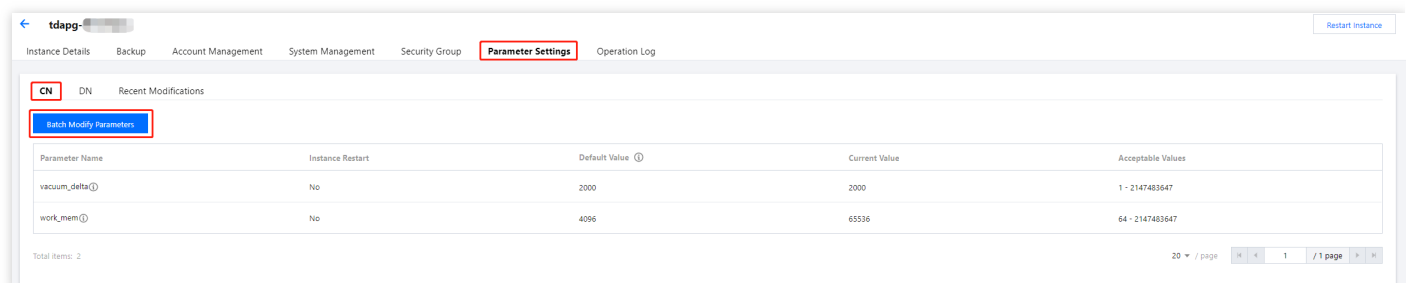 tdapg-
Restart Instance
Instance Details Backup Account Management System Management Security Group Parameter Settings Operation Log
CN DN Recent Modifications
Batch Modify Parameters
Parameter Name Instance Restart Default Value Current Value Acceptable Values
vacuum_delta No 2000 2000 1 - 2147483647
work_mem No 4096 65536 64 - 2147483647
Total items: 2 20 / page 1 / 1 page